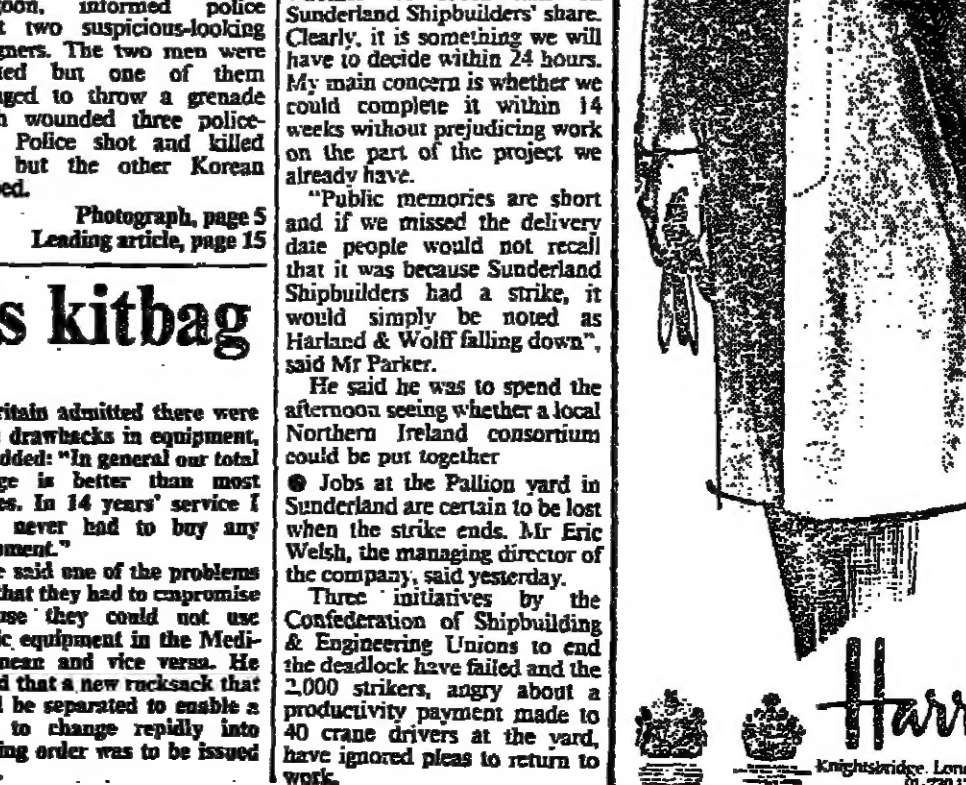 informed police
two suspicious-looking
The two men were
but one of them
to throw a grenade
wounded three police-
Police shot and killed
but the other Korean
Photograph, page 5
Leading article, page 15
s kitbag
admitted there were
drawbacks in equipment,
"In general our total
is better than most
In 14 years' service I
never had to buy any
said one of the problems
that they had to cnpromise
they could not use
equipment in the Medi-
and vice versa. He
that a new rucksack that
be separated to enable a
to change repidly into
order was to be issued
Sunderland Shipbuilders' share.
Clearly, it is something we will
have to decide within 24 hours.
My main concern is whether we
could complete it within 14
weeks without prejudicing work
on the part of the project we
already have.
"Public memories are short
and if we missed the delivery
date people would not recall
that it was because Sunderland
Shipbuilders had a strike, it
would simply be noted as
Harland & Wolff falling down",
said Mr Parker.
He said he was to spend the
afternoon seeing whether a local
Northern Ireland consortium
could be put together
● Jobs at the Pallion yard in
Sunderland are certain to be lost
when the strike ends. Mr Eric
Welsh, the managing director of
the company, said yesterday.
Three initiatives by the
Confederation of Shipbuilding
& Engineering Unions to end
the deadlock have failed and the
2,000 strikers, angry about a
productivity payment made to
40 crane drivers at the yard,
have ignored pleas to return to
work.
Harr
Knightsbridge. Lon